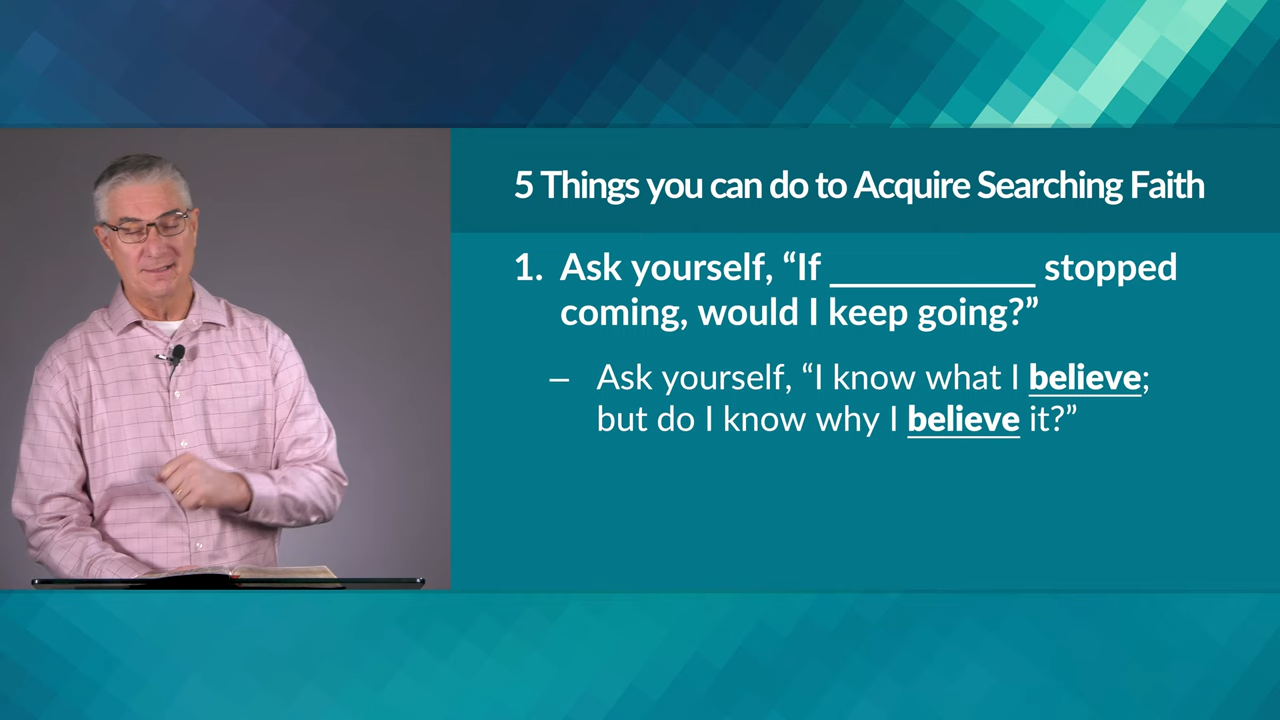 5 Things you can do to Acquire Searching Faith
1. Ask yourself, “If __________ stopped
coming, would I keep going?”
– Ask yourself, “I know what I believe;
but do I know why I believe it?”